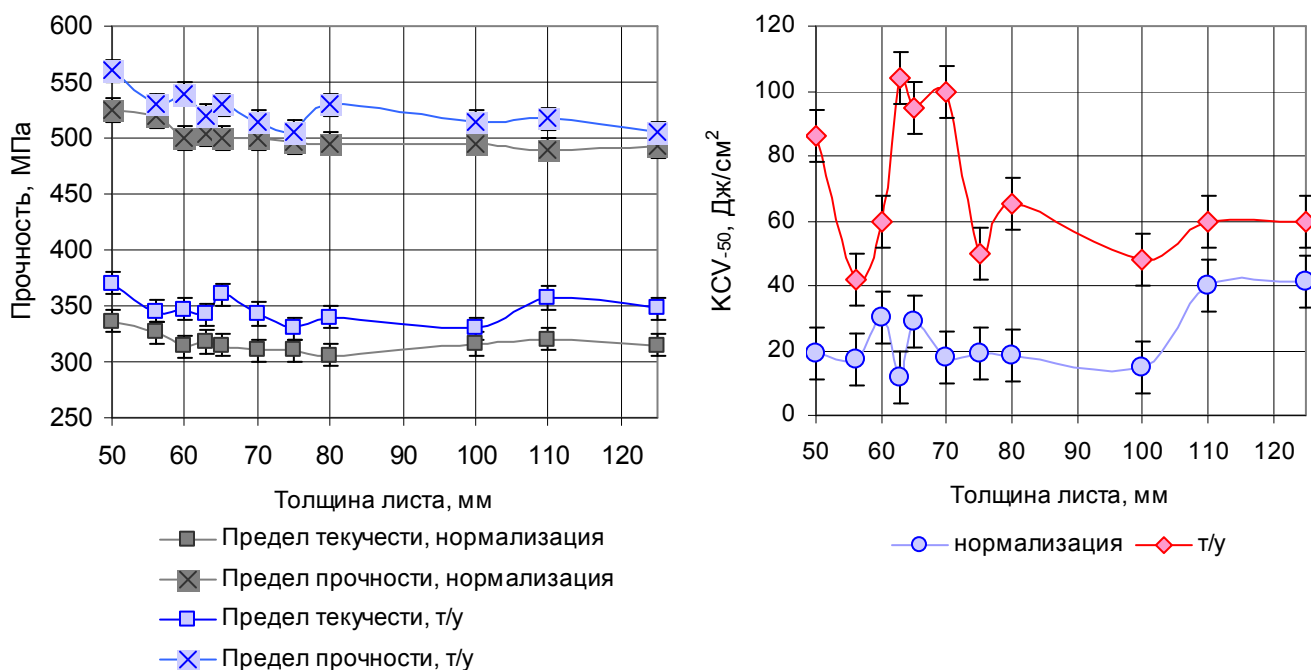 Прочность, МПа
600
550
500
450
400
350
300
250
50 60 70 80 90 100 110 120
Толщина листа, мм
Предел текучести, нормализация
Предел прочности, нормализация
Предел текучести, т/у
Предел прочности, т/у
KCV-50, Дж/см²
120
100
80
60
40
20
0
50 60 70 80 90 100 110 120
Толщина листа, мм
нормализация т/у